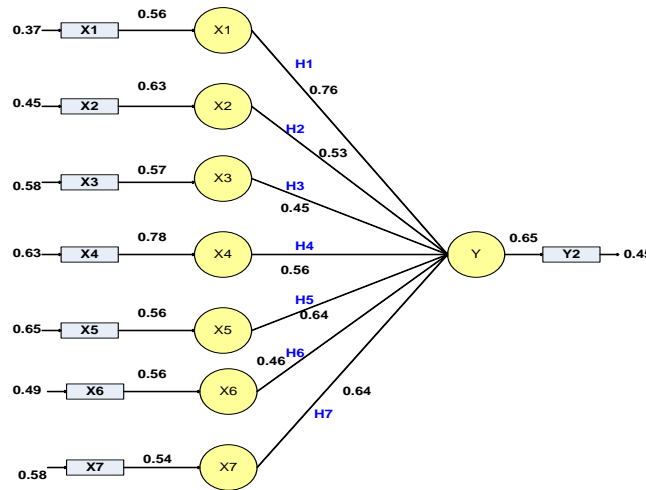 0.37 X1 0.56 X1
H1
0.76
0.45 X2 0.63 X2
H2
0.53
0.58 X3 0.57 X3
H3
0.45
0.63 X4 0.78 X4 H4
0.56
Y 0.65 Y2 0.45
0.65 X5 0.56 X5
H5
0.64
0.49 X6 0.56 X6
H6
0.46
0.58 X7 0.54 X7
0.64
H7